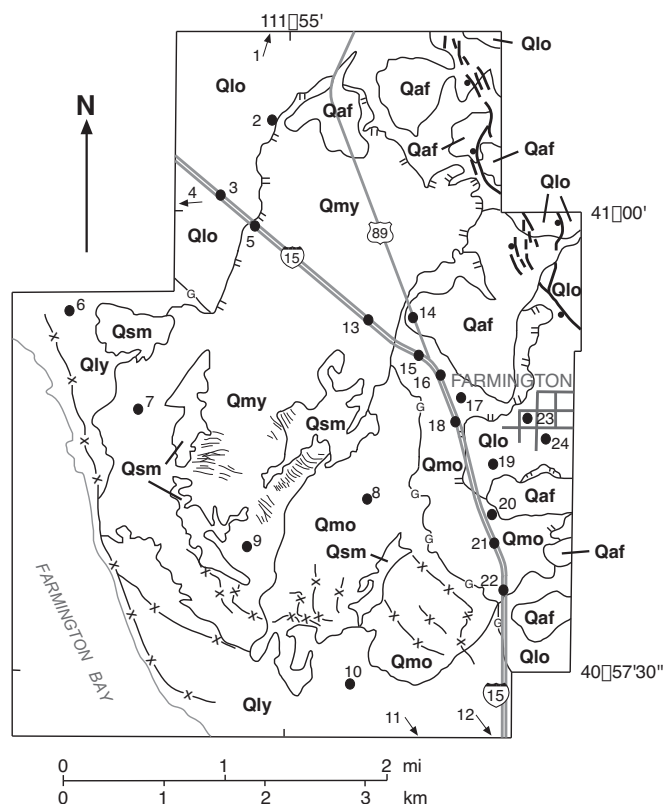 111▯55'
1
Qlo
Qlo
N
2
Qaf
Qaf
Qaf
Qaf
Qlo
3
4
Qmy
41▯00'
5
Qlo
89
15
G
Qlo
6
Qsm
13
14
Qaf
Qly
15
16
FARMINGTON
7
Qmy
Qsm
17
23
18
Qlo
24
G
Qsm
Qmo
19
8
Qaf
20
Qmo
9
Qsm
G
21
Qmo
Qaf
FARMINGTON BAY
G
22
Qaf
G
Qmo
Qlo
40▯57'30"
10
Qly
15
11
12
0 1 2 mi
0 1 2 3 km